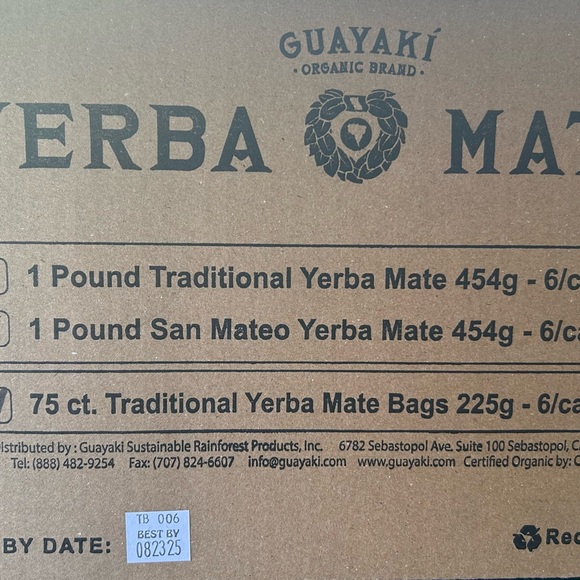 GUAYAKÍ
· ORGANIC BRAND ·
YERBA MAT
1 Pound Traditional Yerba Mate 454g - 6/c
1 Pound San Mateo Yerba Mate 454g - 6/ca
75 ct. Traditional Yerba Mate Bags 225g - 6/ca
istributed by : Guayaki Sustainable Rainforest Products, Inc. 6782 Sebastopol Ave. Suite 100 Sebastopol, C
Tel: (888) 482-9254 Fax: (707) 824-6607 info@guayaki.com www.guayaki.com Certified Organic by: C
BY DATE:
TB 006
BEST BY
082325
Rec